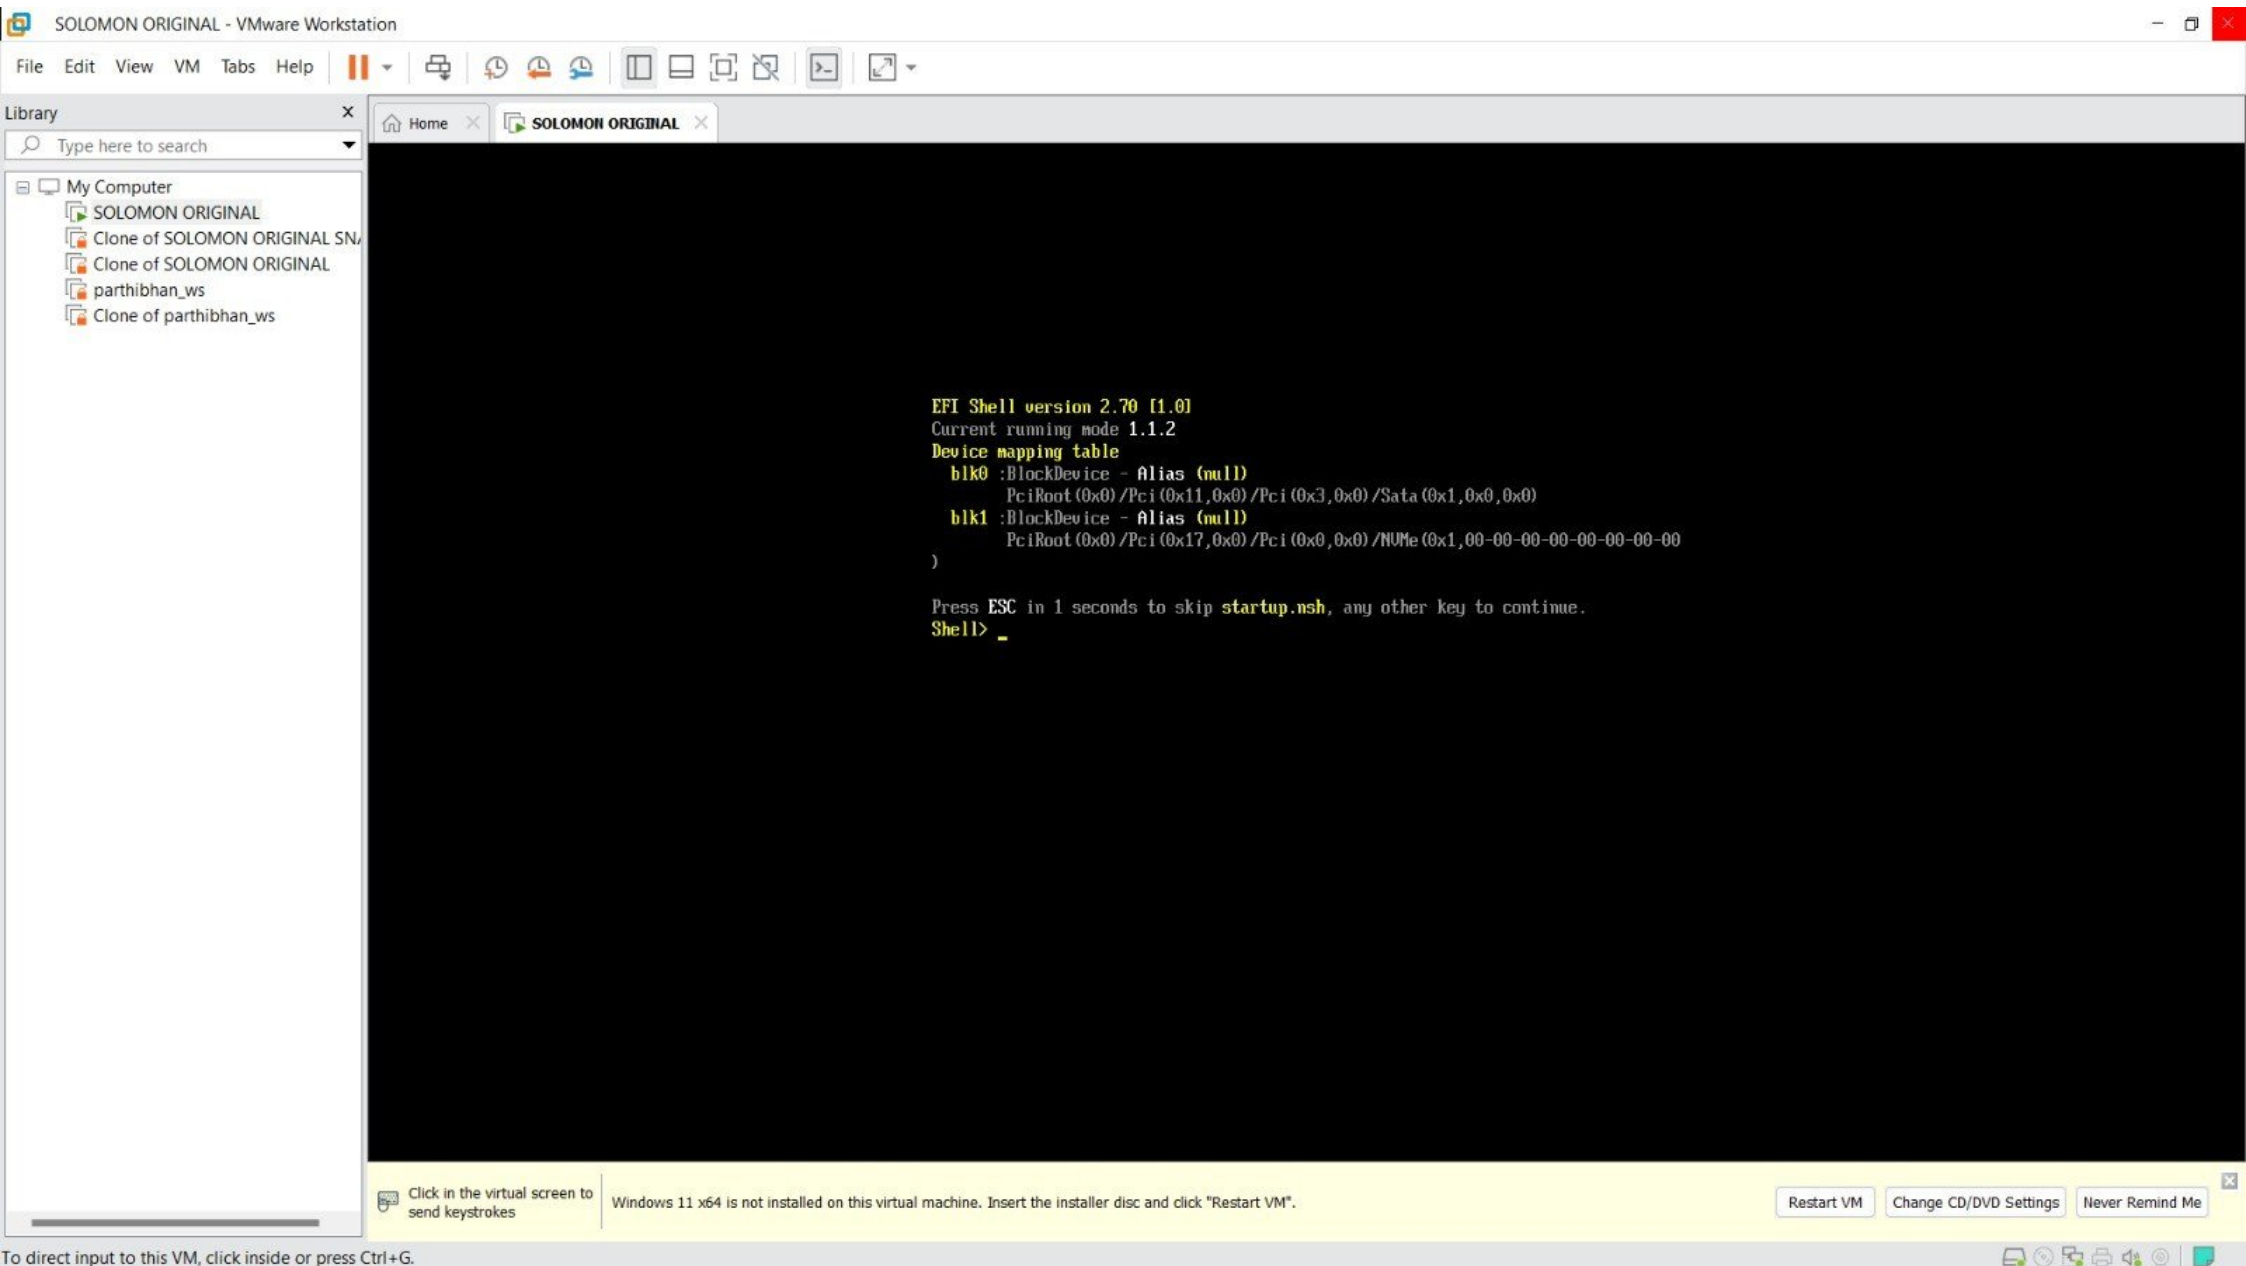 SOLOMON ORIGINAL - VMware Workstation
File Edit View VM Tabs Help
Library
Type here to search
My Computer
SOLOMON ORIGINAL
Clone of SOLOMON ORIGINAL SN
Clone of SOLOMON ORIGINAL
parthibhan_ws
Clone of parthibhan_ws
Home
SOLOMON ORIGINAL
EFI Shell version 2.70 [1.0]
Current running mode 1.1.2
Device mapping table
blk0 :BlockDevice - Alias (null)
PciRoot(0x0)/Pci(0x11,0x0)/Pci(0x3,0x0)/Sata(0x1,0x0,0x0)
blk1 :BlockDevice - Alias (null)
PciRoot(0x0)/Pci(0x17,0x0)/Pci(0x0,0x0)/NVMe(0x1,00-00-00-00-00-00-00-00
)
Press ESC in 1 seconds to skip startup.nsh, any other key to continue.
Shell> _
Click in the virtual screen to
send keystrokes
Windows 11 x64 is not installed on this virtual machine. Insert the installer disc and click "Restart VM".
Restart VM
Change CD/DVD Settings
Never Remind Me
To direct input to this VM, click inside or press Ctrl+G.